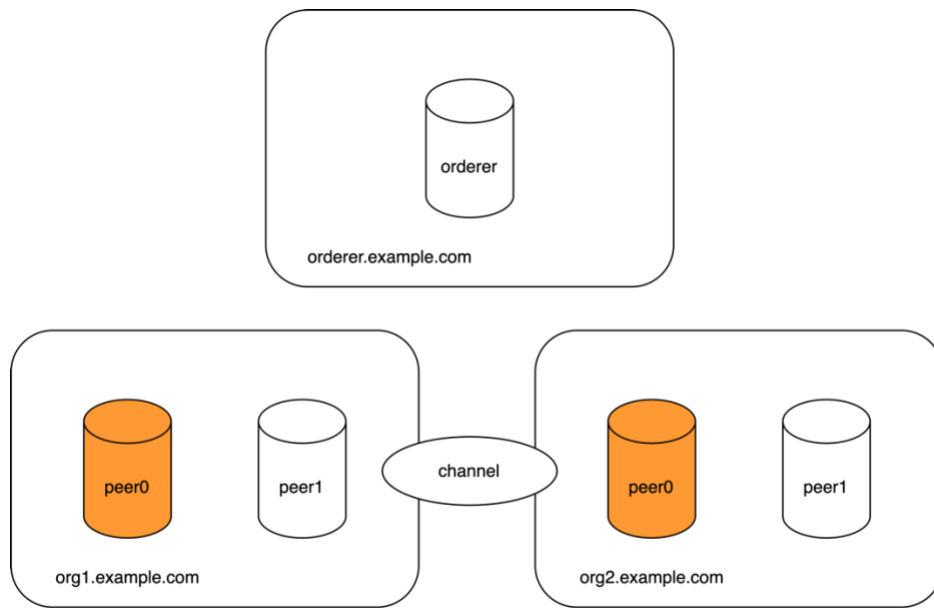 orderer
orderer.example.com
peer0
peer1
channel
peer0
peer1
org1.example.com
org2.example.com